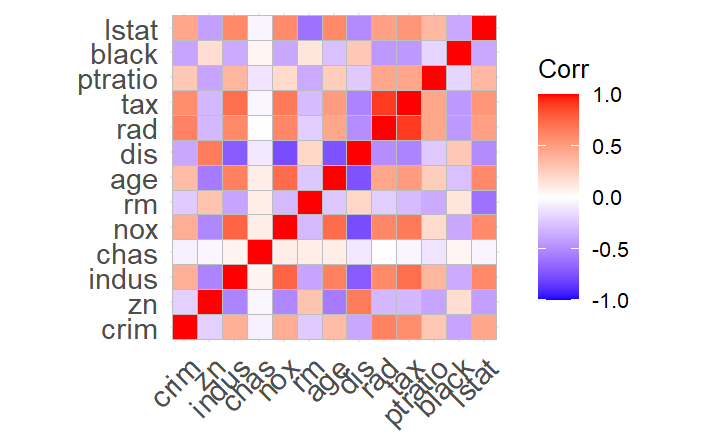 lstat
black
ptratio
tax
rad
dis
age
rm
nox
chas
indus
zn
crim
crim
zn
indus
chas
nox
rm
age
dis
rad
tax
ptratio
black
lstat
Corr
1.0
0.5
0.0
-0.5
-1.0